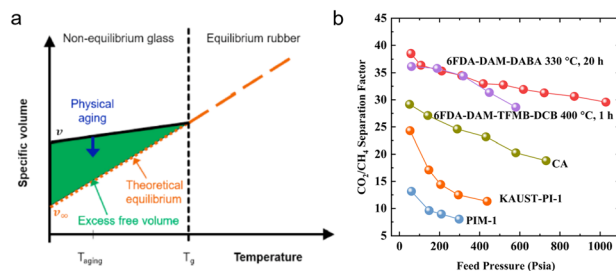 a
Non-equilibrium glass
Equilibrium rubber
Physical
aging
v
v∞
Theoretical
equilibrium
Excess free volume
Specific volume
Taging
Tg
Temperature
b
45
40
35
30
25
20
15
10
5
0
6FDA-DAM-DABA 330 °C, 20 h
6FDA-DAM-TFMB-DCB 400 °C, 1 h
CA
KAUST-PI-1
PIM-1
CO2/CH4 Separation Factor
0 200 400 600 800 1000
Feed Pressure (Psia)